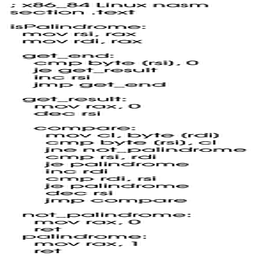 ; x86_84 Linux nasm
section .text

isPalindrome:
  mov rsi, rax
  mov rdi, rax

  get_end:
    cmp byte (rsi), 0
    je get_result
    inc rsi
    jmp get_end

  get_result:
    mov rax, 0
    dec rsi

    compare:
      mov cl, byte (rdi)
      cmp byte (rsi), cl
      jne not_palindrome
      cmp rsi, rdi
      je palindrome
      inc rdi
      cmp rdi, rsi
      je palindrome
      dec rsi
      jmp compare

  not_palindrome:
    mov rax, 0
    ret
  palindrome:
    mov rax, 1
    ret